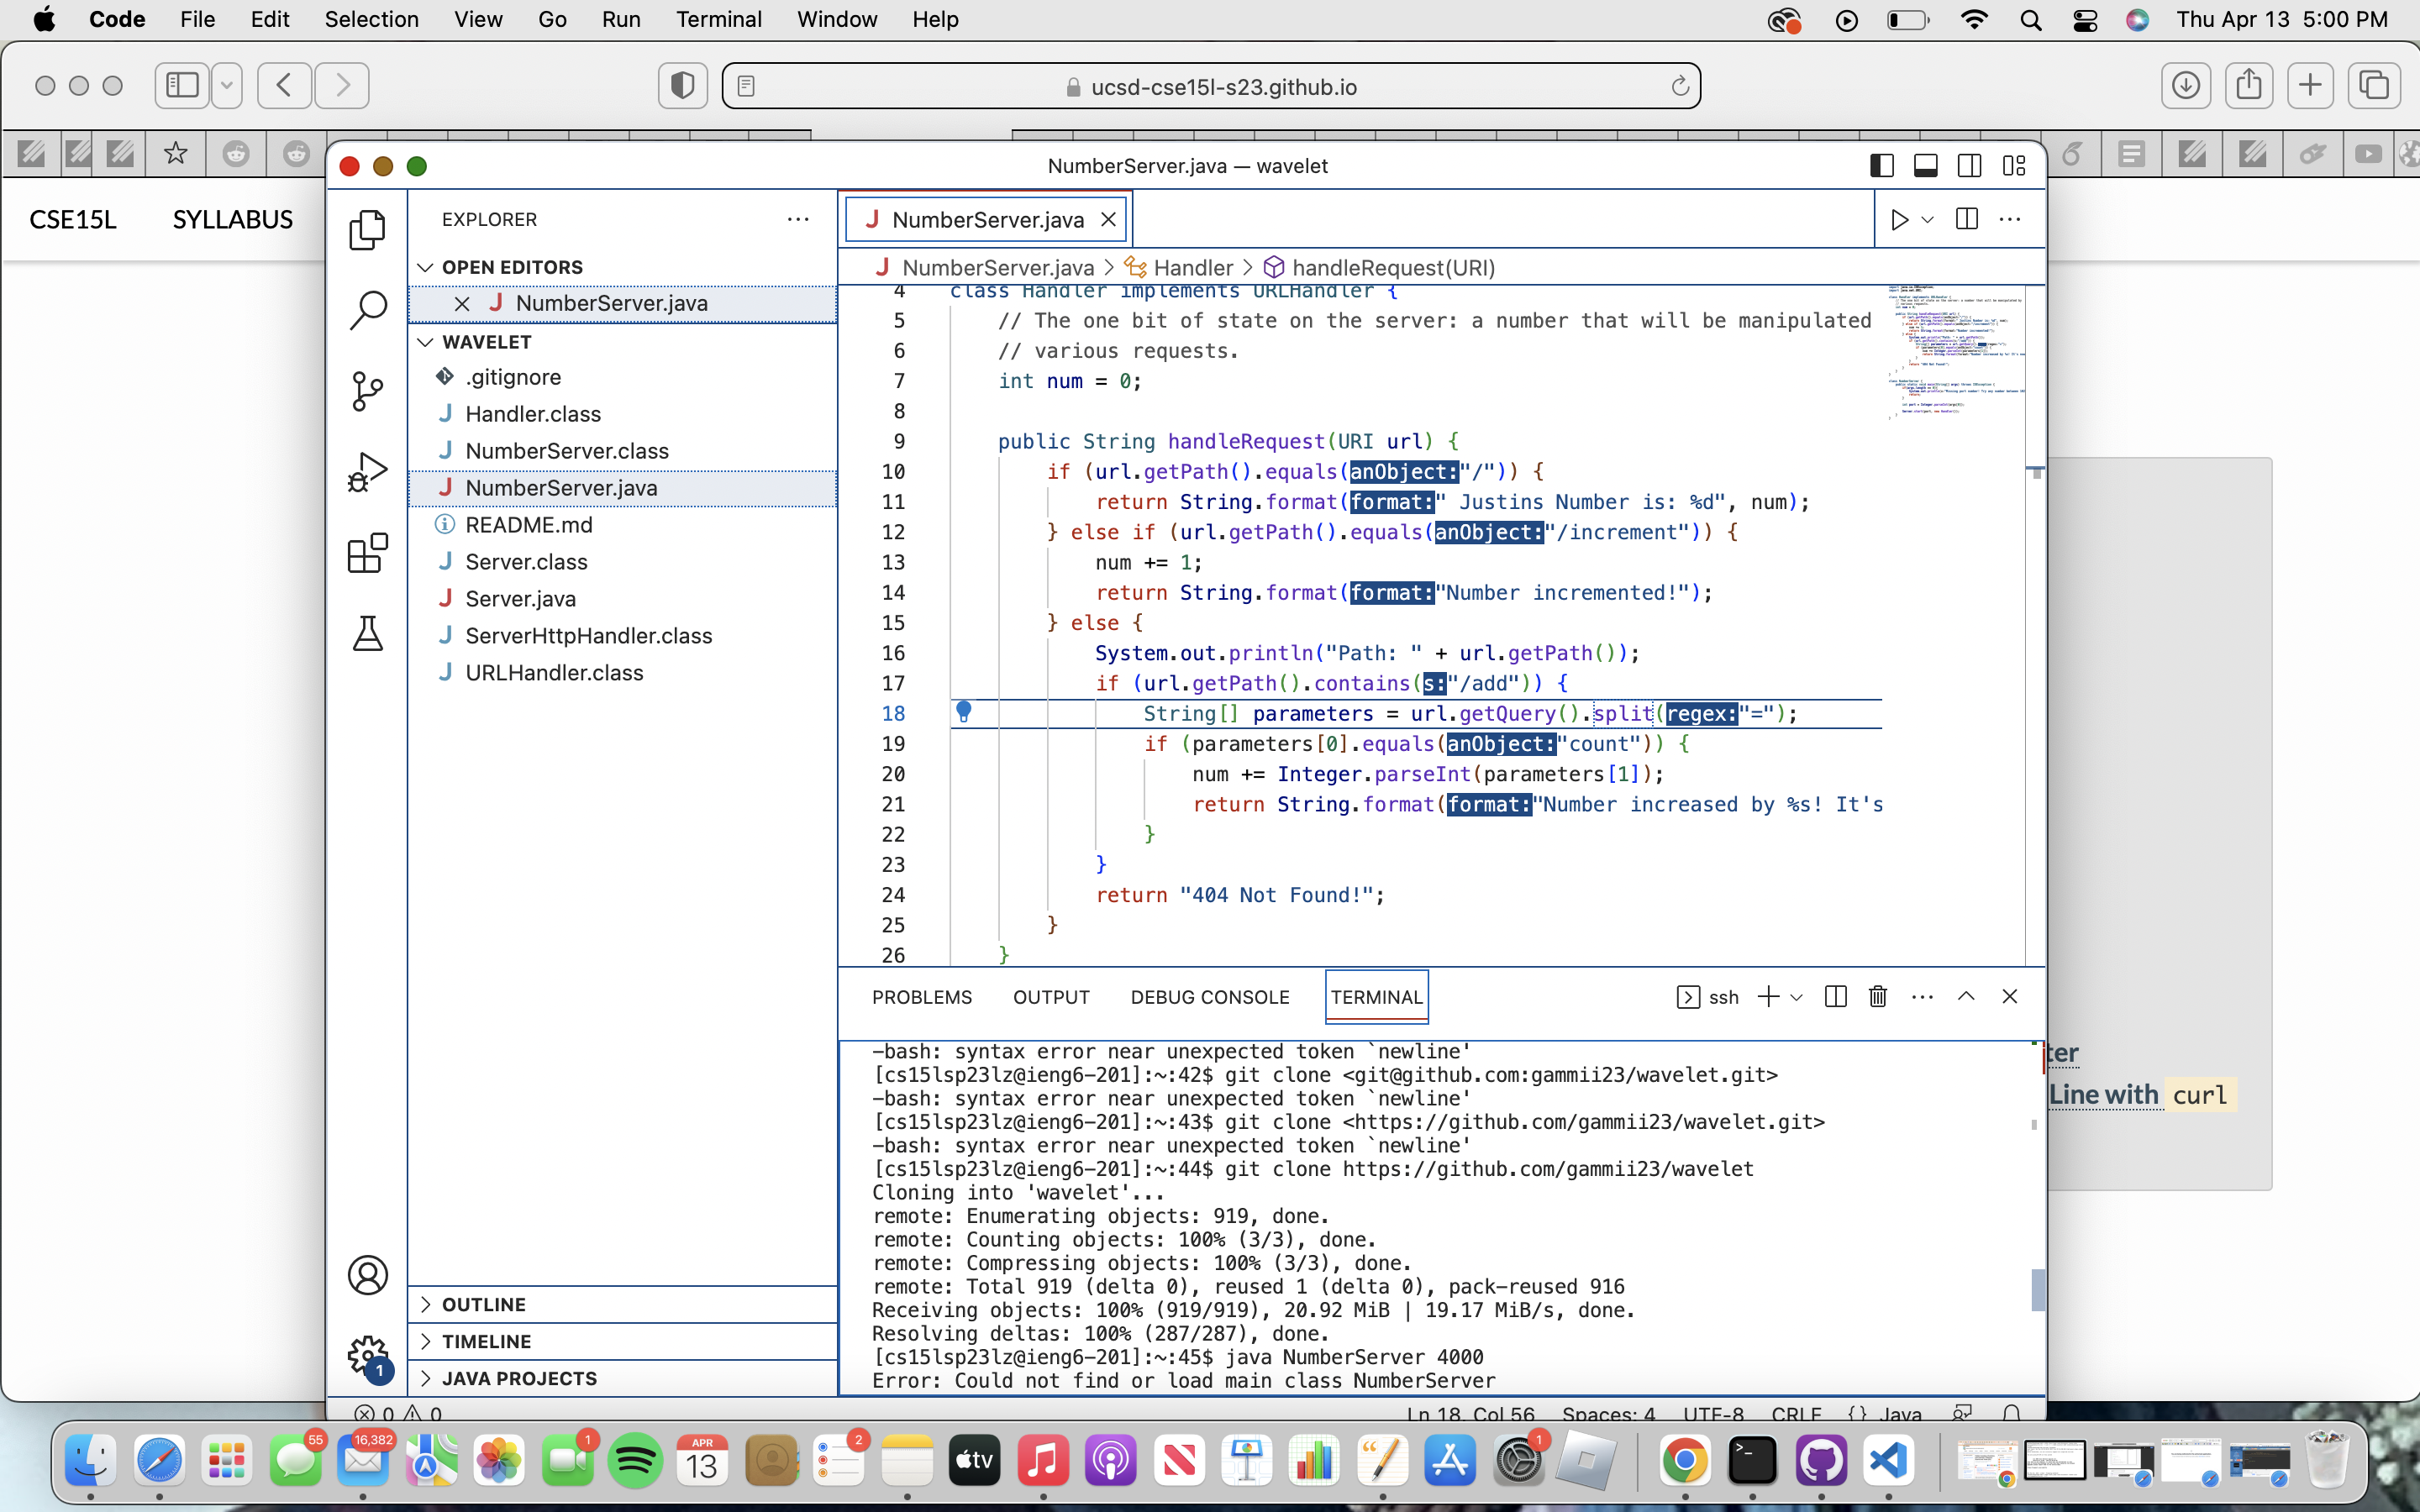 Code File Edit Selection View Go Run Terminal Window Help Thu Apr 13 5:00 PM
ucsd-cse15l-s23.github.io
NumberServer.java — wavelet
CSE15L SYLLABUS
EXPLORER
OPEN EDITORS
NumberServer.java
WAVELET
.gitignore
Handler.class
NumberServer.class
NumberServer.java
README.md
Server.class
Server.java
ServerHttpHandler.class
URLHandler.class
OUTLINE
TIMELINE
JAVA PROJECTS
1
NumberServer.java
NumberServer.java > Handler > handleRequest(URI)
4 class Handler implements URLHandler {
5 // The one bit of state on the server: a number that will be manipulated
6 // various requests.
7 int num = 0;
8
9 public String handleRequest(URI url) {
10 if (url.getPath().equals(anObject:"/")) {
11 return String.format(format:" Justins Number is: %d", num);
12 } else if (url.getPath().equals(anObject:"/increment")) {
13 num += 1;
14 return String.format(format:"Number incremented!");
15 } else {
16 System.out.println("Path: " + url.getPath());
17 if (url.getPath().contains(s:"/add")) {
18 String[] parameters = url.getQuery().split(regex:"=");
19 if (parameters[0].equals(anObject:"count")) {
20 num += Integer.parseInt(parameters[1]);
21 return String.format(format:"Number increased by %s! It's
22 }
23 }
24 return "404 Not Found!";
25 }
26 }
PROBLEMS OUTPUT DEBUG CONSOLE TERMINAL ssh
-bash: syntax error near unexpected token `newline'
[cs15lsp23lz@ieng6-201]:~:42$ git clone <git@github.com:gammii23/wavelet.git>
-bash: syntax error near unexpected token `newline'
[cs15lsp23lz@ieng6-201]:~:43$ git clone <https://github.com/gammii23/wavelet.git>
-bash: syntax error near unexpected token `newline'
[cs15lsp23lz@ieng6-201]:~:44$ git clone https://github.com/gammii23/wavelet
Cloning into 'wavelet'...
remote: Enumerating objects: 919, done.
remote: Counting objects: 100% (3/3), done.
remote: Compressing objects: 100% (3/3), done.
remote: Total 919 (delta 0), reused 1 (delta 0), pack-reused 916
Receiving objects: 100% (919/919), 20.92 MiB | 19.17 MiB/s, done.
Resolving deltas: 100% (287/287), done.
[cs15lsp23lz@ieng6-201]:~:45$ java NumberServer 4000
Error: Could not find or load main class NumberServer
ter
Line with curl
0 0 Ln 18, Col 56 Spaces: 4 UTF-8 CRLF {} Java
55 16,382 1 APR 13 2 tv 1